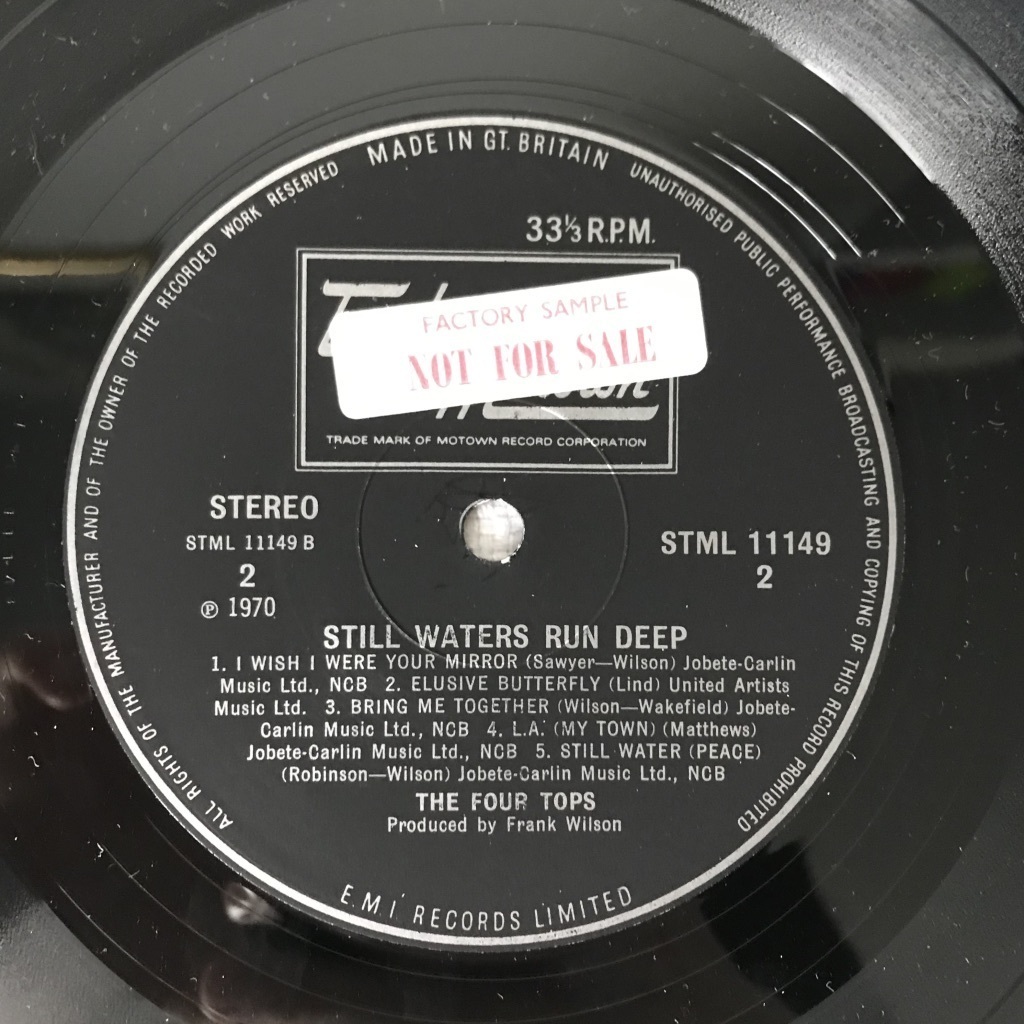 MADE IN GT. BRITAIN
UNAUTHORISED PUBLIC PERFORMANCE BROADCASTING AND COPYING OF THIS RECORD PROHIBITED
ALL RIGHTS OF THE MANUFACTURER AND OF THE OWNER OF THE RECORDED WORK RESERVED
33⅓ R.P.M.
FACTORY SAMPLE
NOT FOR SALE
TRADE MARK OF MOTOWN RECORD CORPORATION
STEREO
STML 11149 B
2
℗ 1970
STML 11149
2
STILL WATERS RUN DEEP
1. I WISH I WERE YOUR MIRROR (Sawyer—Wilson) Jobete-Carlin
Music Ltd., NCB 2. ELUSIVE BUTTERFLY (Lind) United Artists
Music Ltd. 3. BRING ME TOGETHER (Wilson—Wakefield) Jobete-
Carlin Music Ltd., NCB 4. L.A. (MY TOWN) (Matthews)
Jobete-Carlin Music Ltd., NCB 5. STILL WATER (PEACE)
(Robinson—Wilson) Jobete-Carlin Music Ltd., NCB
THE FOUR TOPS
Produced by Frank Wilson
E.M.I. RECORDS LIMITED